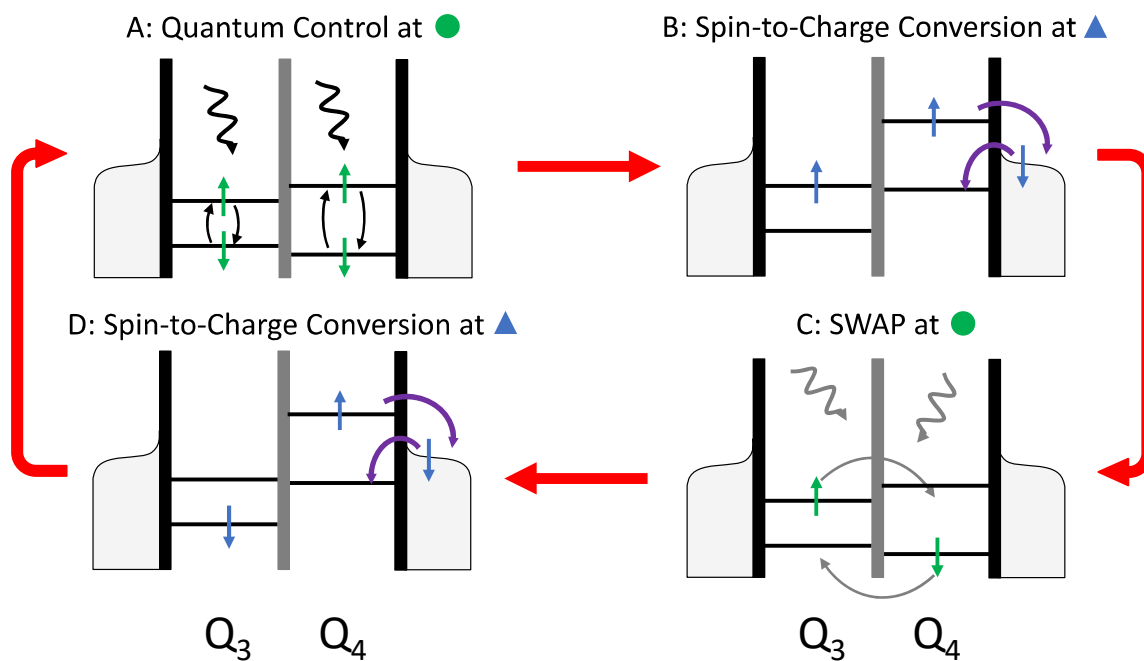 A: Quantum Control at
B: Spin-to-Charge Conversion at
D: Spin-to-Charge Conversion at
C: SWAP at
Q₃ Q₄
Q₃ Q₄